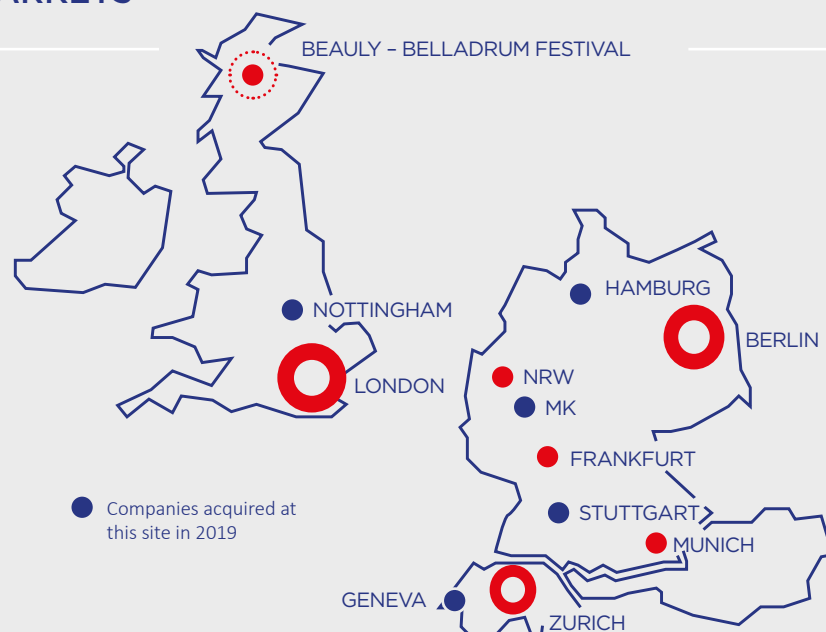 BEAULY – BELLADRUM FESTIVAL
HAMBURG
NOTTINGHAM
BERLIN
NRW
LONDON
MK
FRANKFURT
Companies acquired at
this site in 2019
STUTTGART
MUNICH
GENEVA
ZURICH